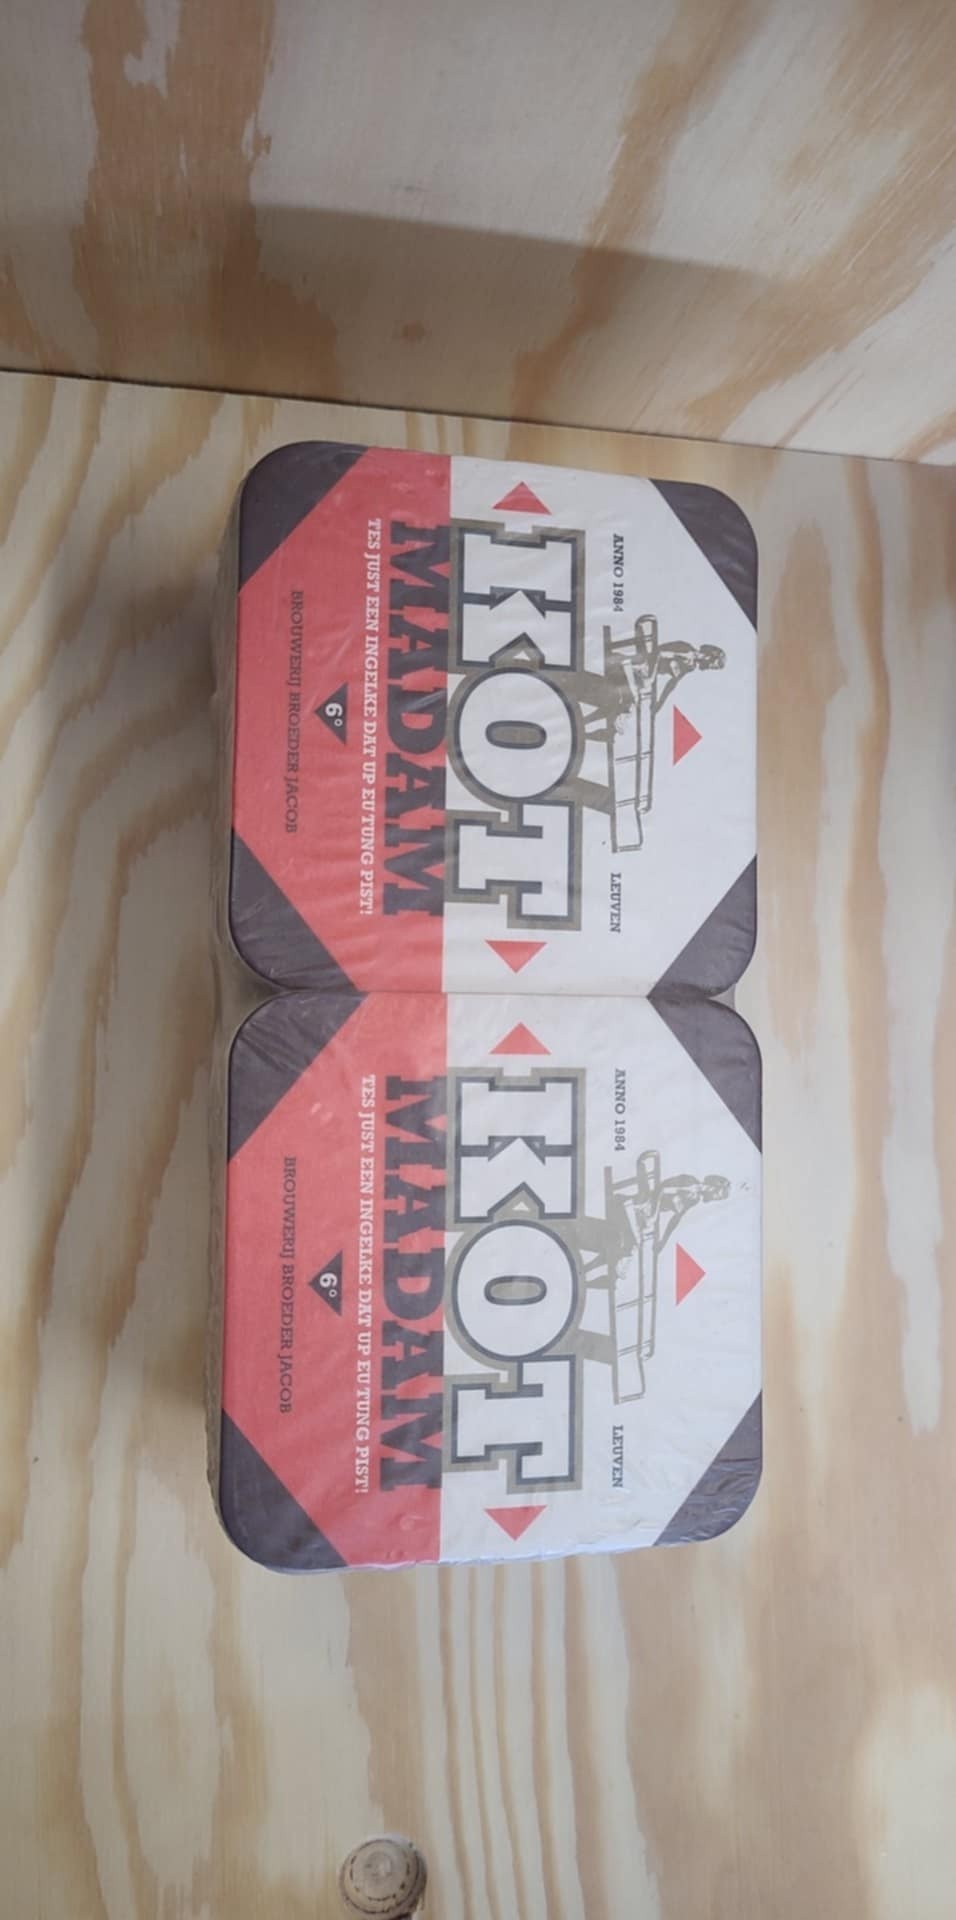 ANNO 1984 LEUVEN
KOT
MADAM
TES JUST EEN INGELKE DAT UP EU TUNG PIST!
6°
BROUWERIJ BROEDER JACOB
ANNO 1984 LEUVEN
KOT
MADAM
TES JUST EEN INGELKE DAT UP EU TUNG PIST!
6°
BROUWERIJ BROEDER JACOB